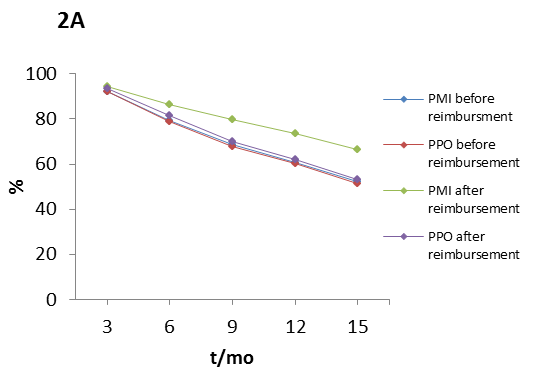 2A
100
80
60
40
20
0
%
3 6 9 12 15
t/mo
PMI before
reimbursment
PPO before
reimbursement
PMI after
reimbursement
PPO after
reimbursement